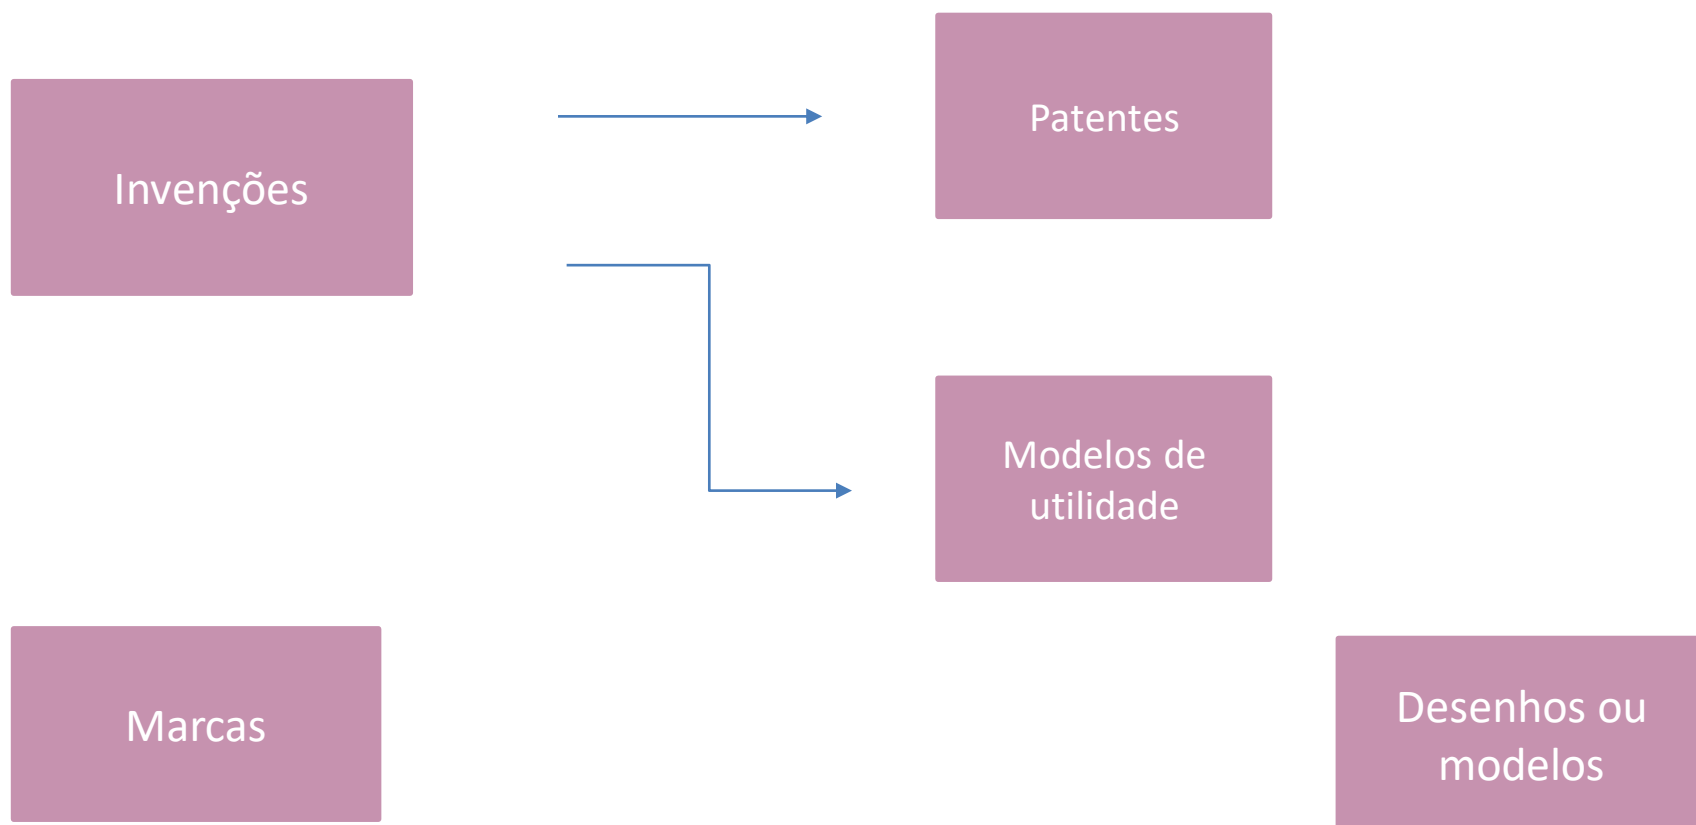 Invenções
Patentes
Modelos de
utilidade
Marcas
Desenhos ou
modelos